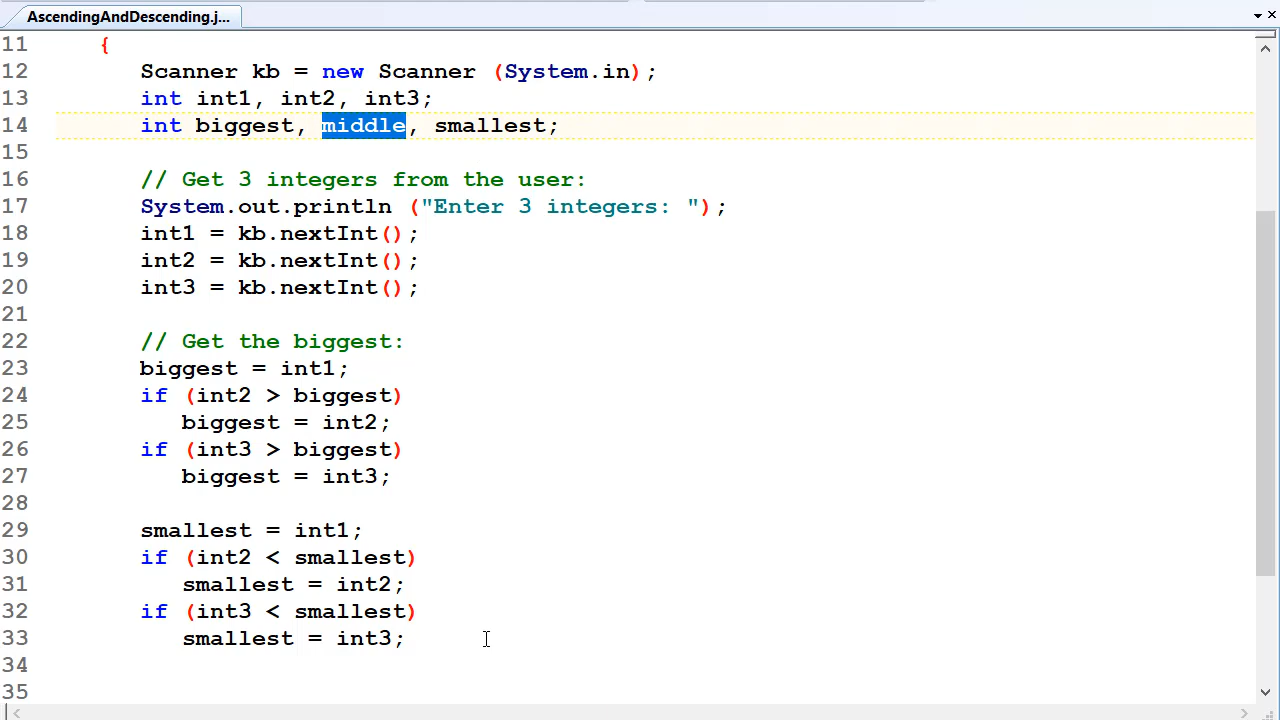 AscendingAndDescending.j...
11 {
12 Scanner kb = new Scanner (System.in);
13 int int1, int2, int3;
14 int biggest, middle, smallest;
15
16 // Get 3 integers from the user:
17 System.out.println ("Enter 3 integers: ");
18 int1 = kb.nextInt();
19 int2 = kb.nextInt();
20 int3 = kb.nextInt();
21
22 // Get the biggest:
23 biggest = int1;
24 if (int2 > biggest)
25 biggest = int2;
26 if (int3 > biggest)
27 biggest = int3;
28
29 smallest = int1;
30 if (int2 < smallest)
31 smallest = int2;
32 if (int3 < smallest)
33 smallest = int3;
34
35